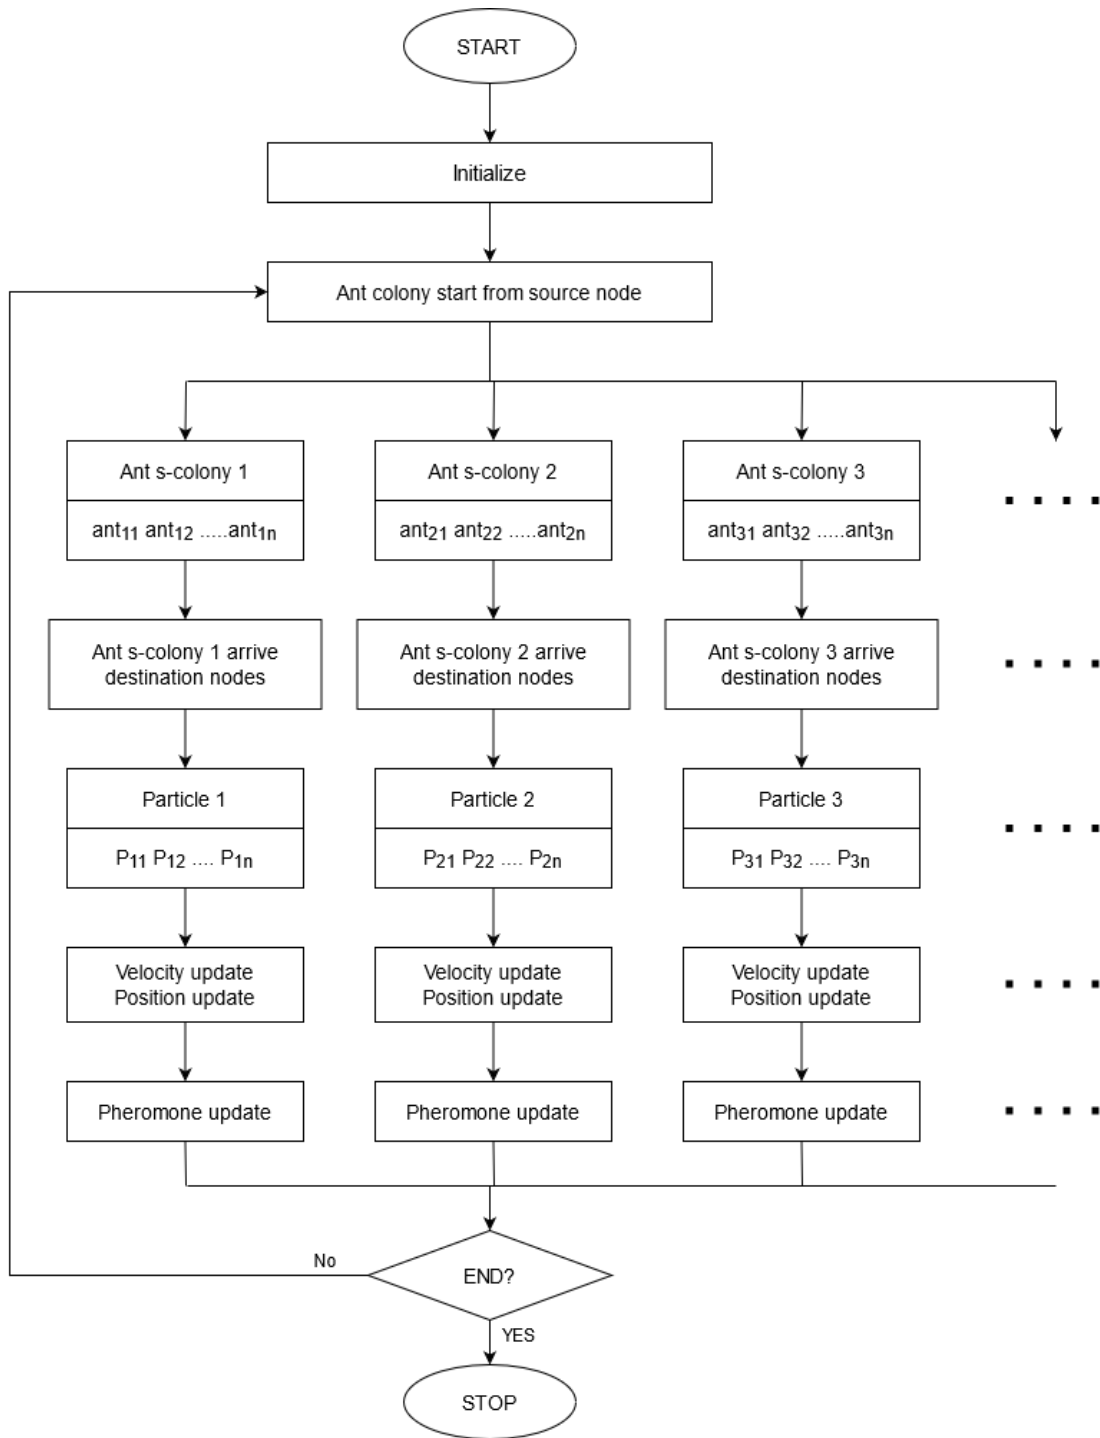 START
Initialize
Ant colony start from source node
Ant s-colony 1
Ant s-colony 2
Ant s-colony 3
ant11 ant12 .....ant1n
ant21 ant22 .....ant2n
ant31 ant32 .....ant3n
Ant s-colony 1 arrive
destination nodes
Ant s-colony 2 arrive
destination nodes
Ant s-colony 3 arrive
destination nodes
Particle 1
Particle 2
Particle 3
P11 P12 .... P1n
P21 P22 .... P2n
P31 P32 .... P3n
Velocity update
Position update
Velocity update
Position update
Velocity update
Position update
Pheromone update
Pheromone update
Pheromone update
No
END?
YES
STOP